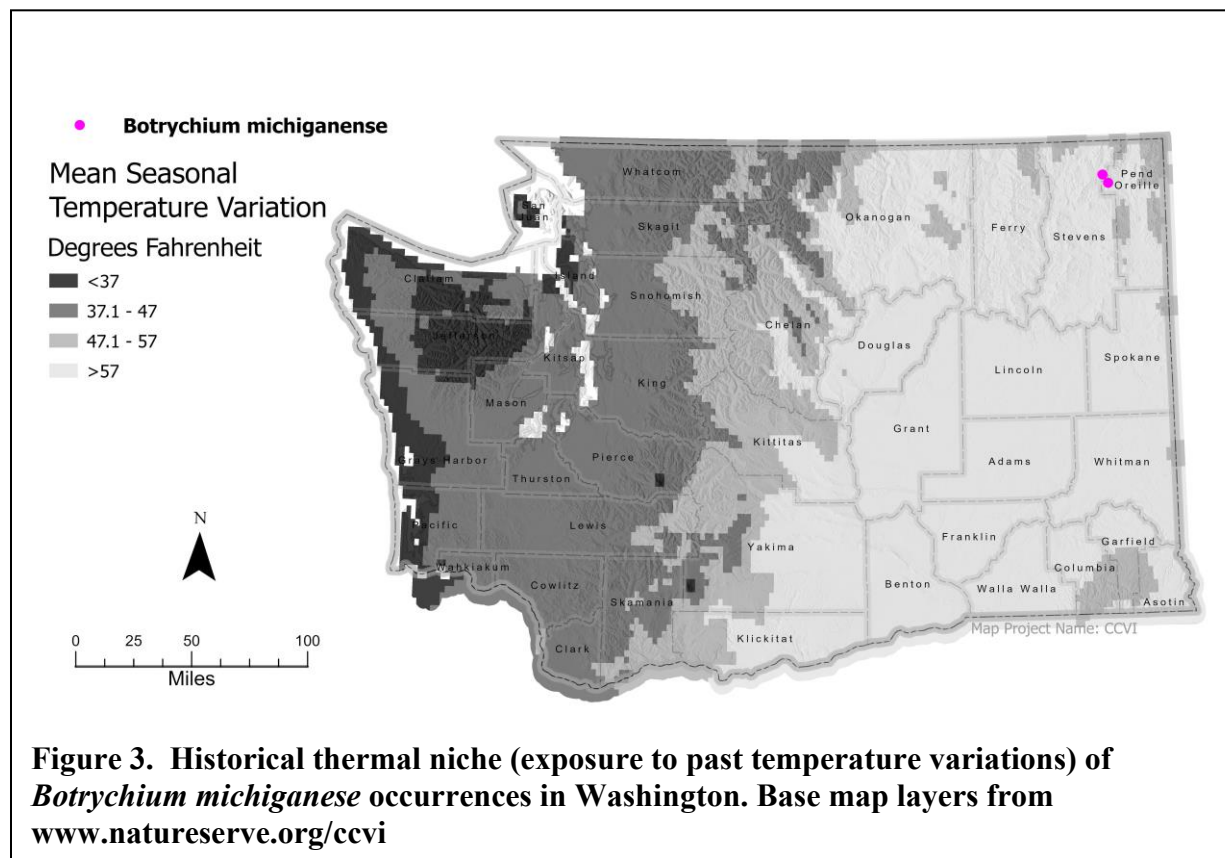 Botrychium michiganense
Mean Seasonal
Temperature Variation
Degrees Fahrenheit
<37
37.1 - 47
47.1 - 57
>57
N
0 25 50 100
Miles
Whatcom
San
Juan
Skagit
Island
Clallam
Snohomish
Jefferson
Kitsap
King
Mason
Grays Harbor
Thurston
Pierce
Pacific
Lewis
Wahkiakum
Cowlitz
Skamania
Clark
Okanogan
Ferry
Stevens
Pend
Oreille
Chelan
Douglas
Lincoln
Spokane
Kittitas
Grant
Adams
Whitman
Yakima
Franklin
Garfield
Columbia
Benton
Walla Walla
Asotin
Klickitat
Map Project Name: CCVI
Figure 3. Historical thermal niche (exposure to past temperature variations) of
Botrychium michiganese occurrences in Washington. Base map layers from
www.natureserve.org/ccvi